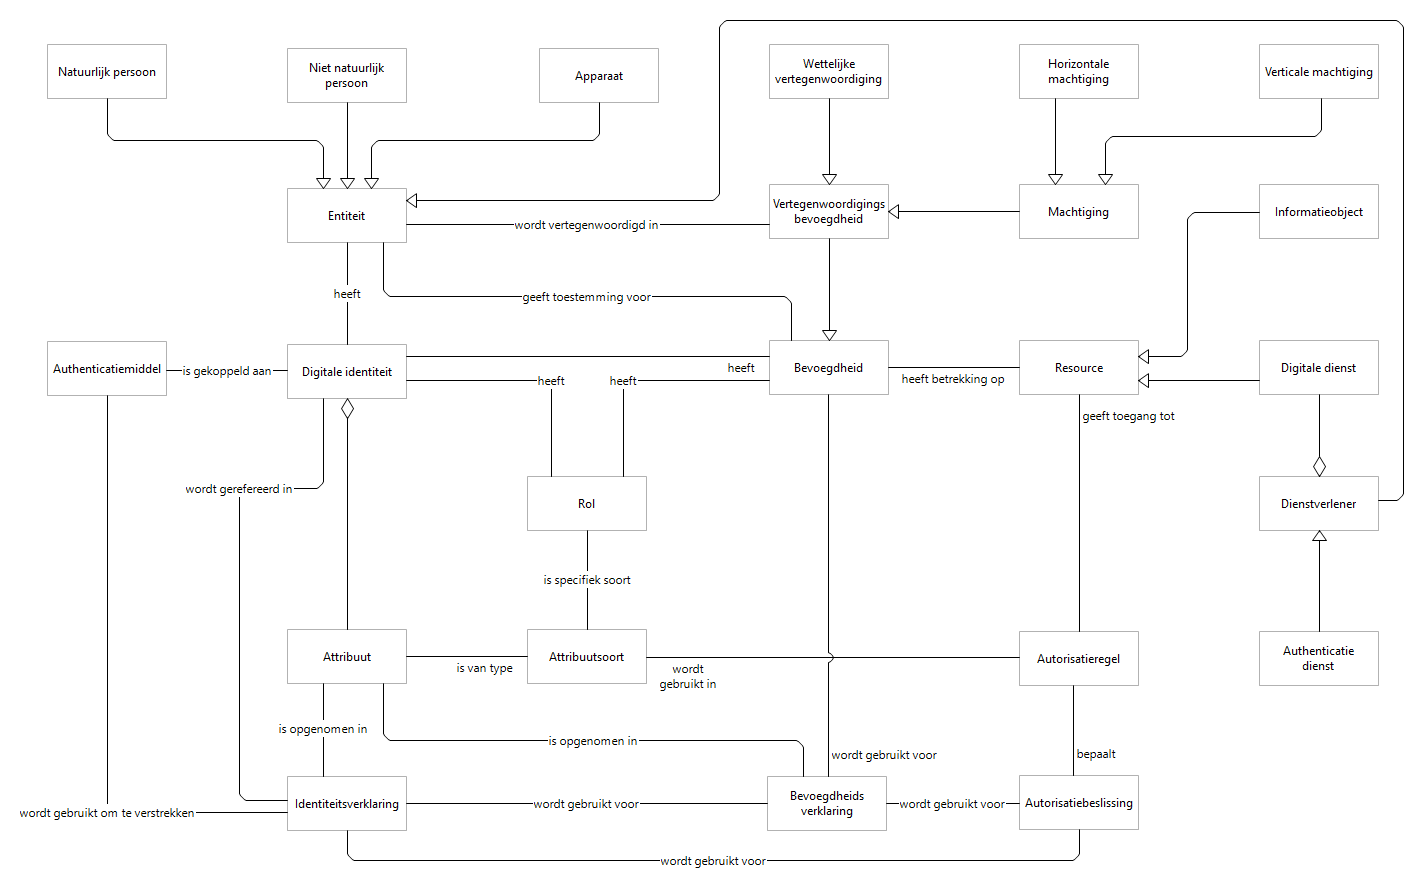 Natuurlijk persoon
Niet natuurlijk
persoon
Apparaat
Wettelijke
vertegenwoordiging
Horizontale
machtiging
Verticale machtiging
Entiteit
Vertegenwoordigings
bevoegdheid
Machtiging
Informatieobject
wordt vertegenwoordigd in
heeft
geeft toestemming voor
Authenticatiemiddel
is gekoppeld aan
Digitale identiteit
heeft
Bevoegdheid
heeft betrekking op
Resource
Digitale dienst
heeft
heeft
geeft toegang tot
wordt gerefereerd in
Rol
Dienstverlener
is specifiek soort
Attribuut
is van type
Attribuutsoort
wordt
gebruikt in
Autorisatieregel
Authenticatie
dienst
is opgenomen in
is opgenomen in
wordt gebruikt voor
bepaalt
Identiteitsverklaring
wordt gebruikt voor
Bevoegdheids
verklaring
wordt gebruikt voor
Autorisatiebeslissing
wordt gebruikt om te verstrekken
wordt gebruikt voor